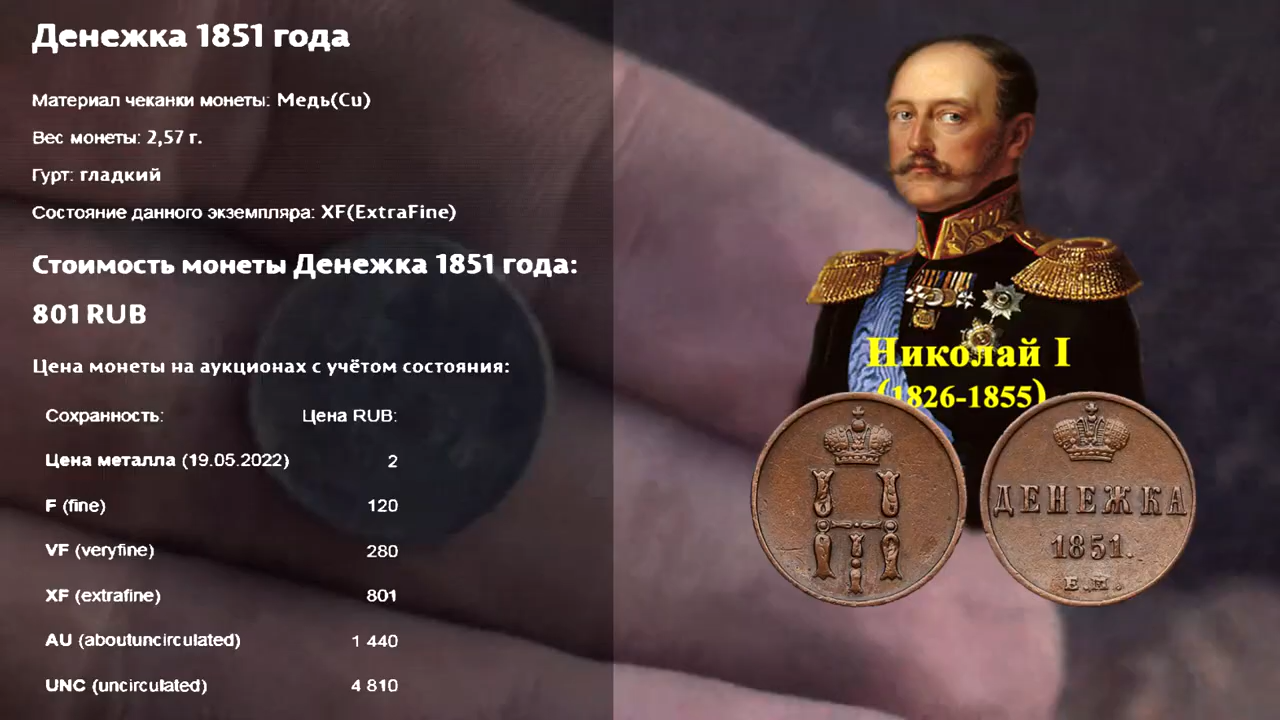 Денежка 1851 года
Материал чеканки монеты: Медь(Cu)
Вес монеты: 2,57 г.
Гурт: гладкий
Состояние данного экземпляра: XF(ExtraFine)
Стоимость монеты Денежка 1851 года:
801 RUB
Цена монеты на аукционах с учётом состояния:
Сохранность: Цена RUB:
Цена металла (19.05.2022) 2
F (fine) 120
VF (veryfine) 280
XF (extrafine) 801
AU (aboutuncirculated) 1 440
UNC (uncirculated) 4 810
Николай I
(1826-1855)
ДЕНЕЖКА
1851.
Е.М.